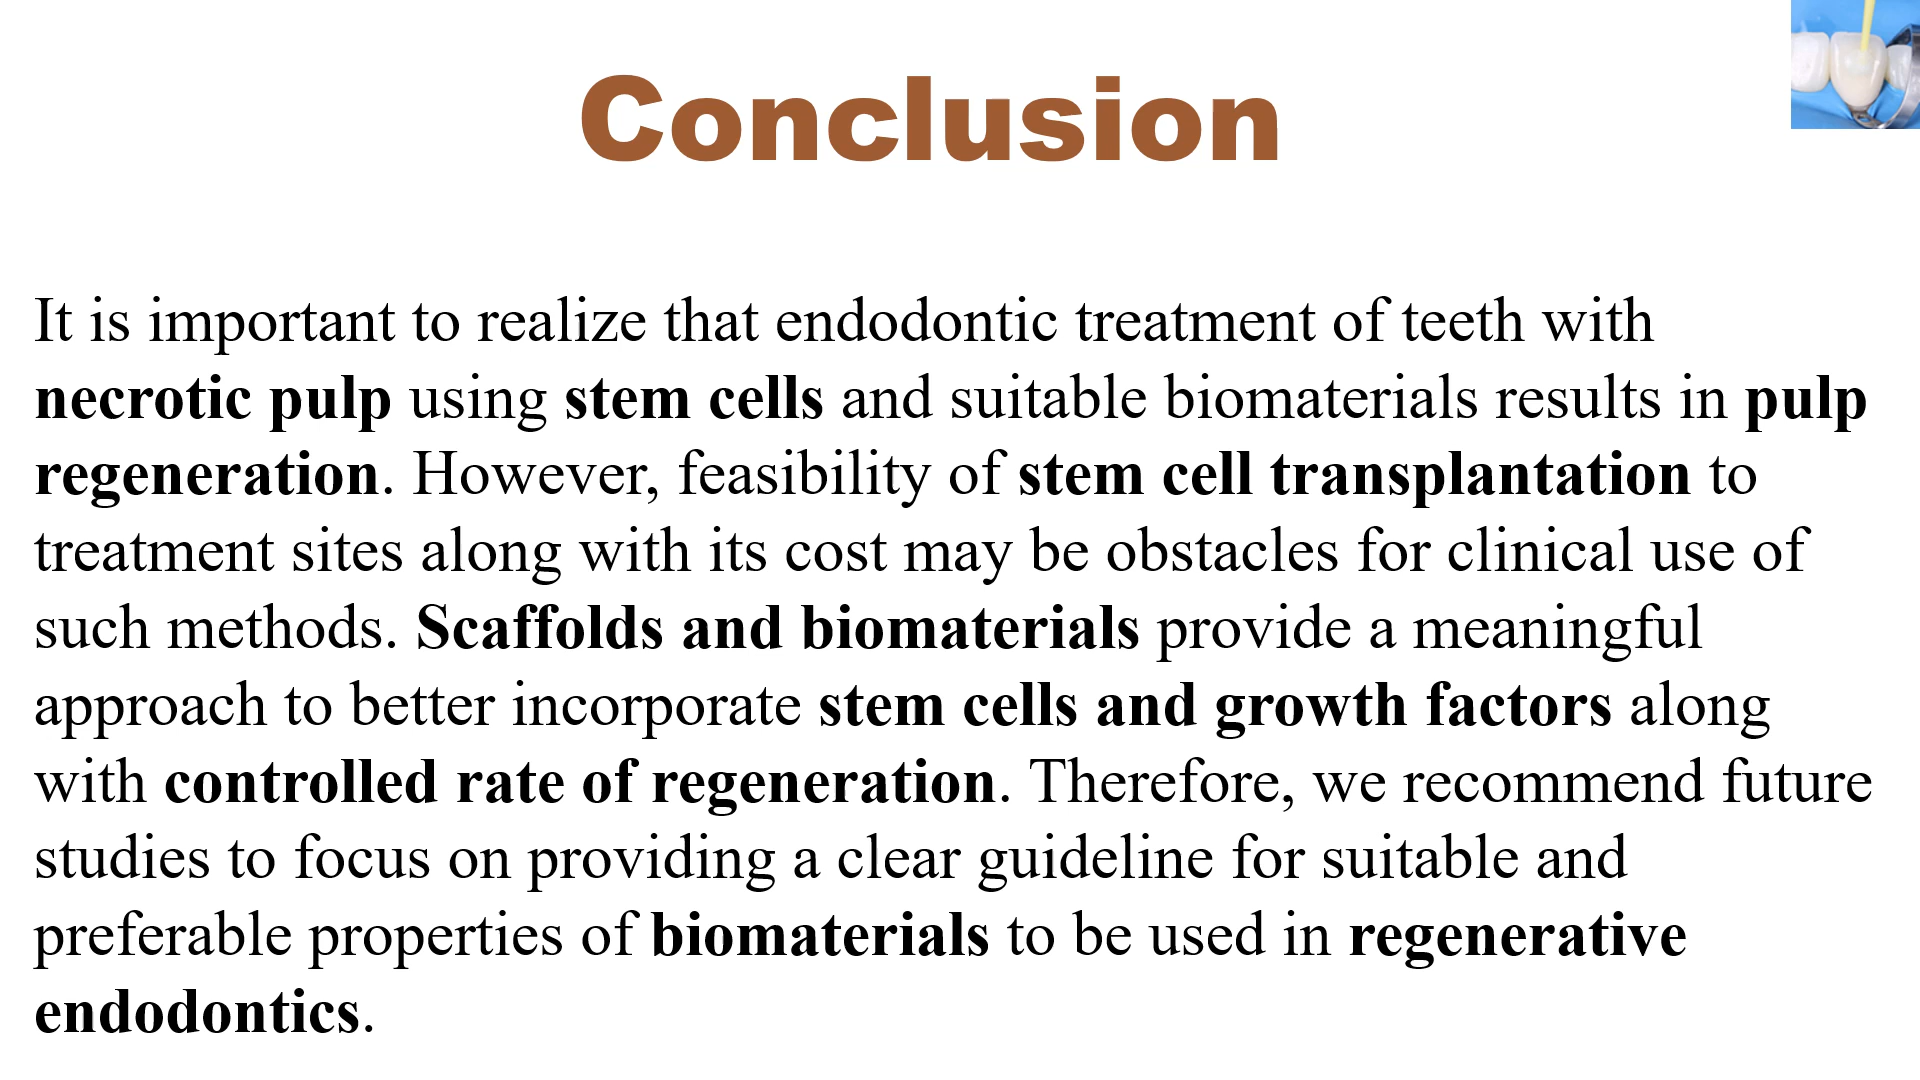 Conclusion
It is important to realize that endodontic treatment of teeth with
necrotic pulp using stem cells and suitable biomaterials results in pulp
regeneration. However, feasibility of stem cell transplantation to
treatment sites along with its cost may be obstacles for clinical use of
such methods. Scaffolds and biomaterials provide a meaningful
approach to better incorporate stem cells and growth factors along
with controlled rate of regeneration. Therefore, we recommend future
studies to focus on providing a clear guideline for suitable and
preferable properties of biomaterials to be used in regenerative
endodontics.